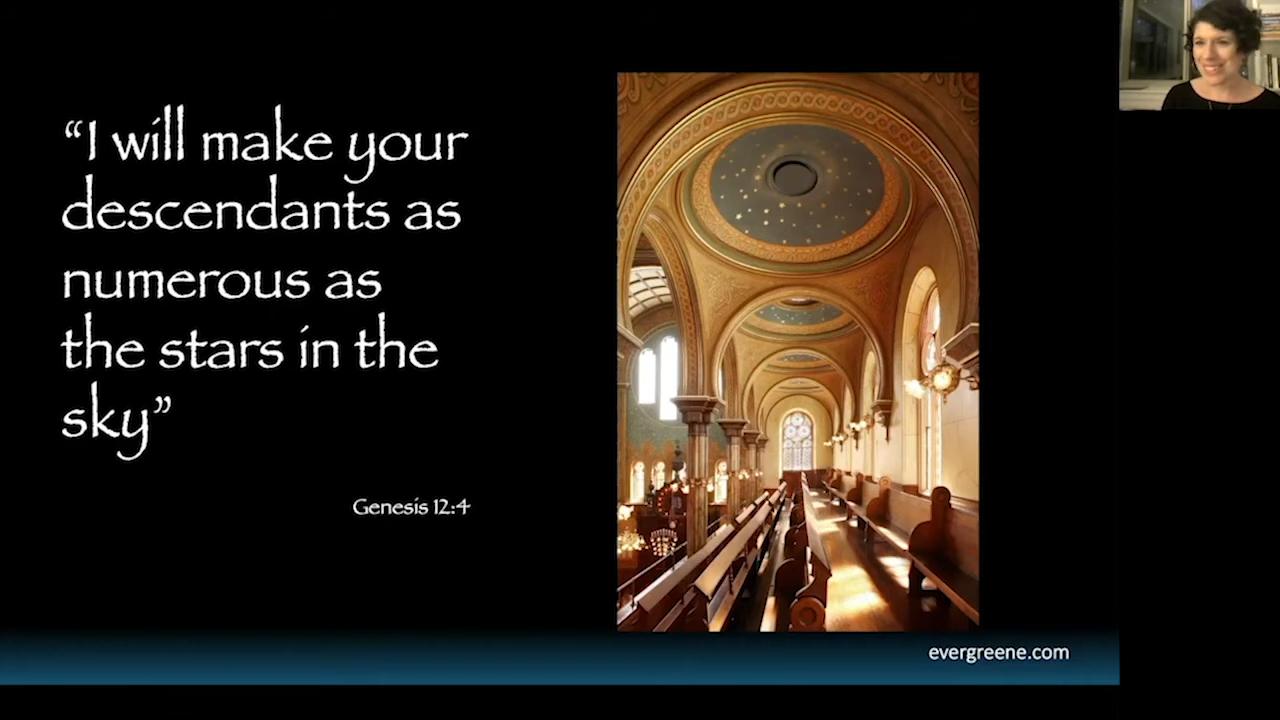 “I will make your
descendants as
numerous as
the stars in the
sky”
Genesis 12:4
evergreene.com